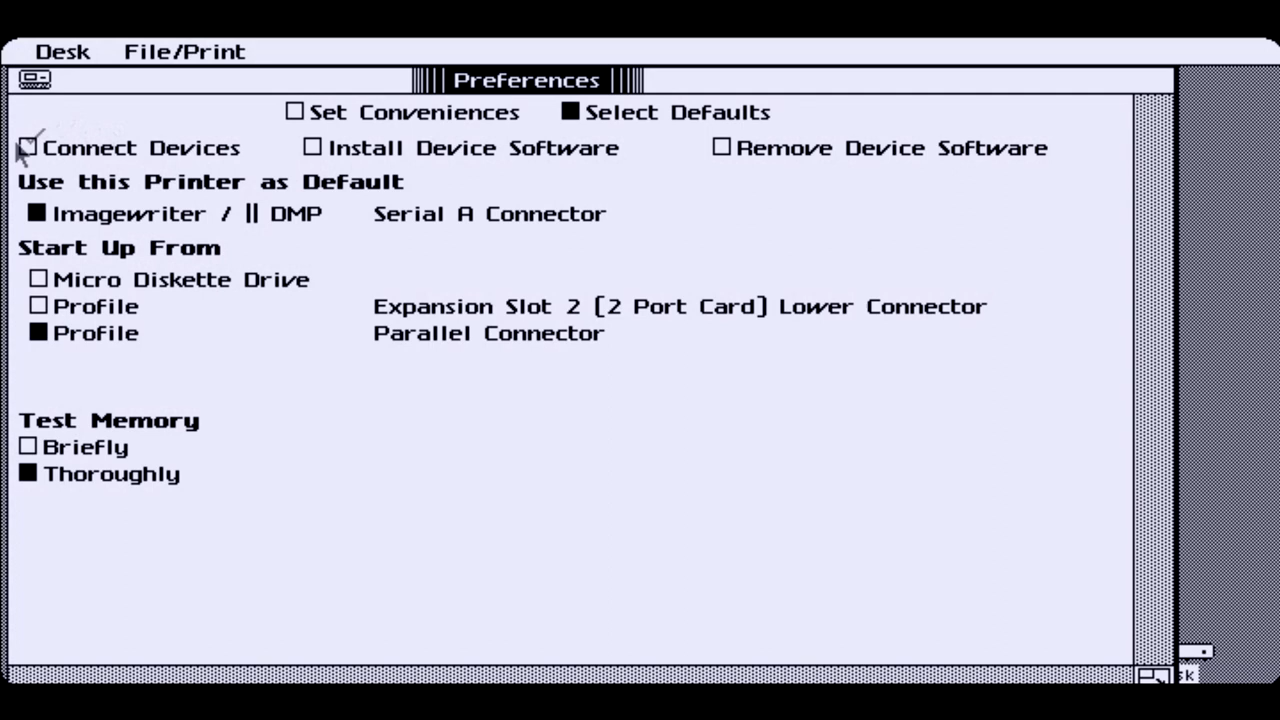 Desk File/Print
Preferences
Set Conveniences Select Defaults
Connect Devices Install Device Software Remove Device Software
Use this Printer as Default
Imagewriter / || DMP Serial A Connector
Start Up From
Micro Diskette Drive
Profile Expansion Slot 2 [2 Port Card] Lower Connector
Profile Parallel Connector
Test Memory
Briefly
Thoroughly